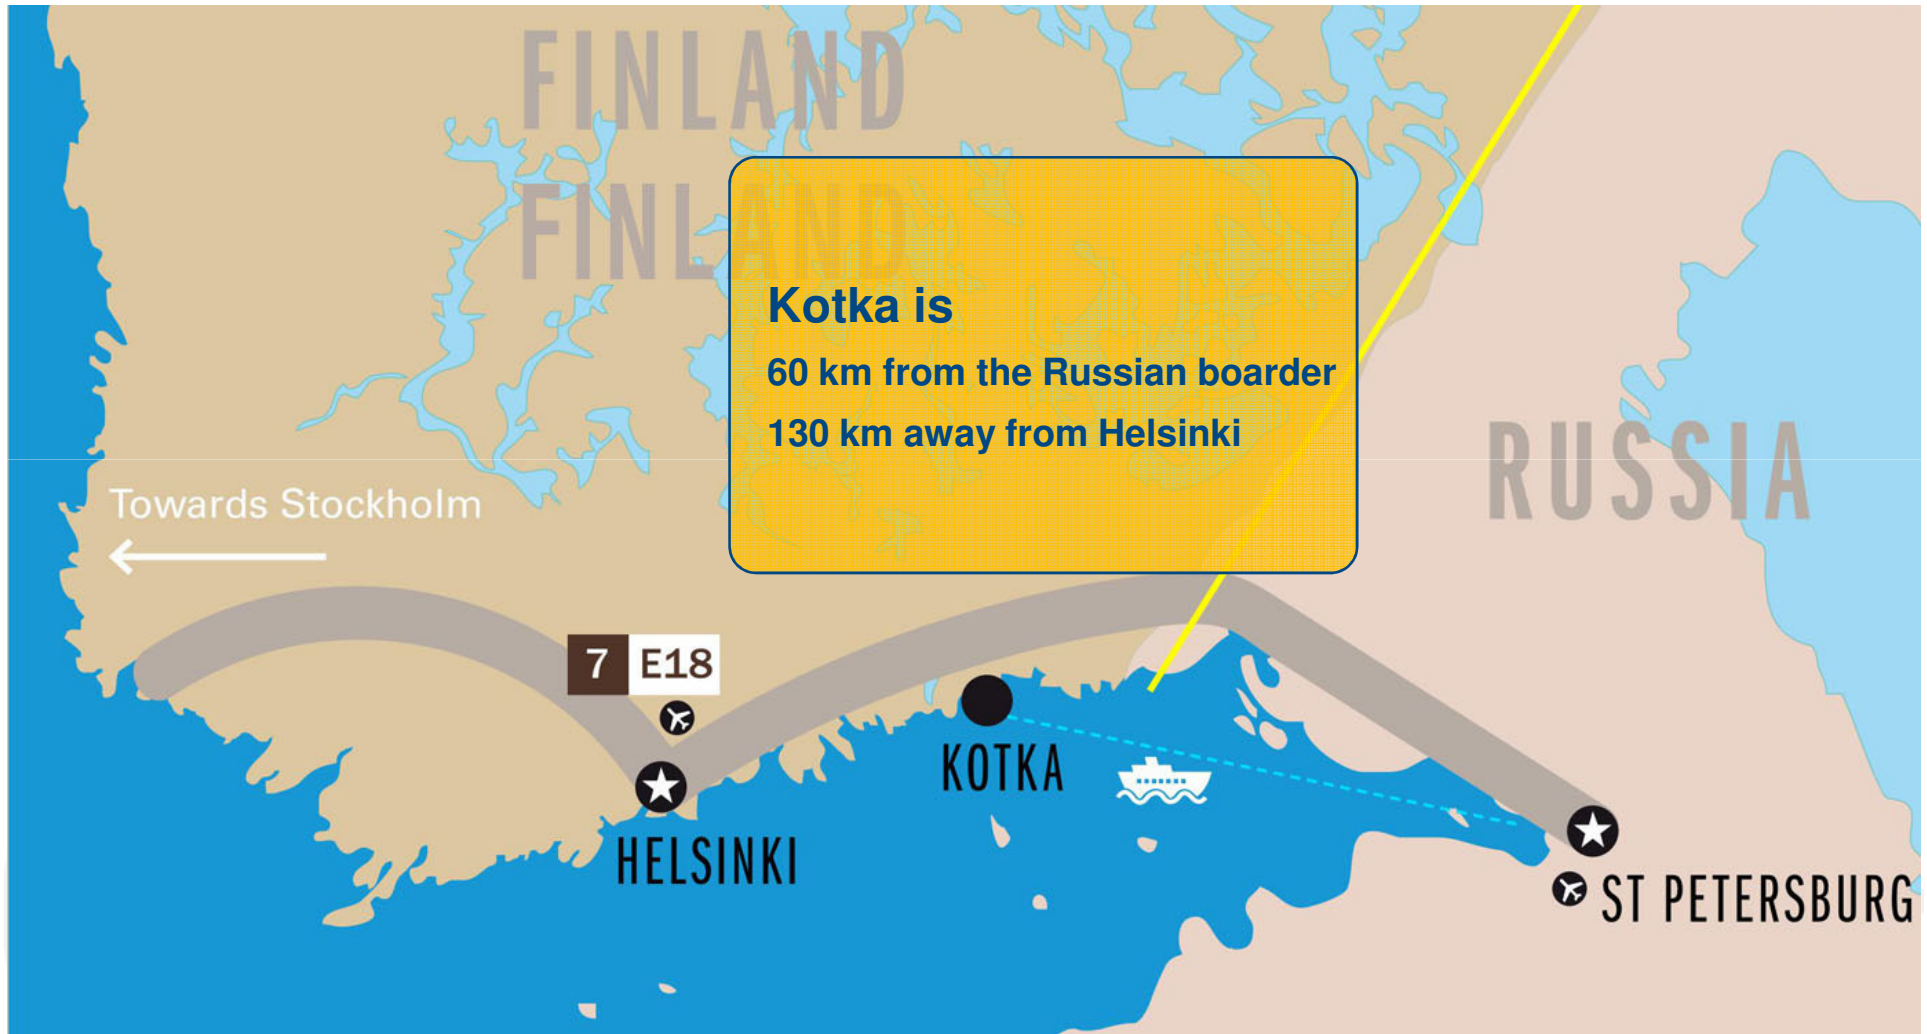 FINLAND
FINLAND
Kotka is
60 km from the Russian boarder
130 km away from Helsinki
RUSSIA
Towards Stockholm
7 E18
KOTKA
HELSINKI
ST PETERSBURG